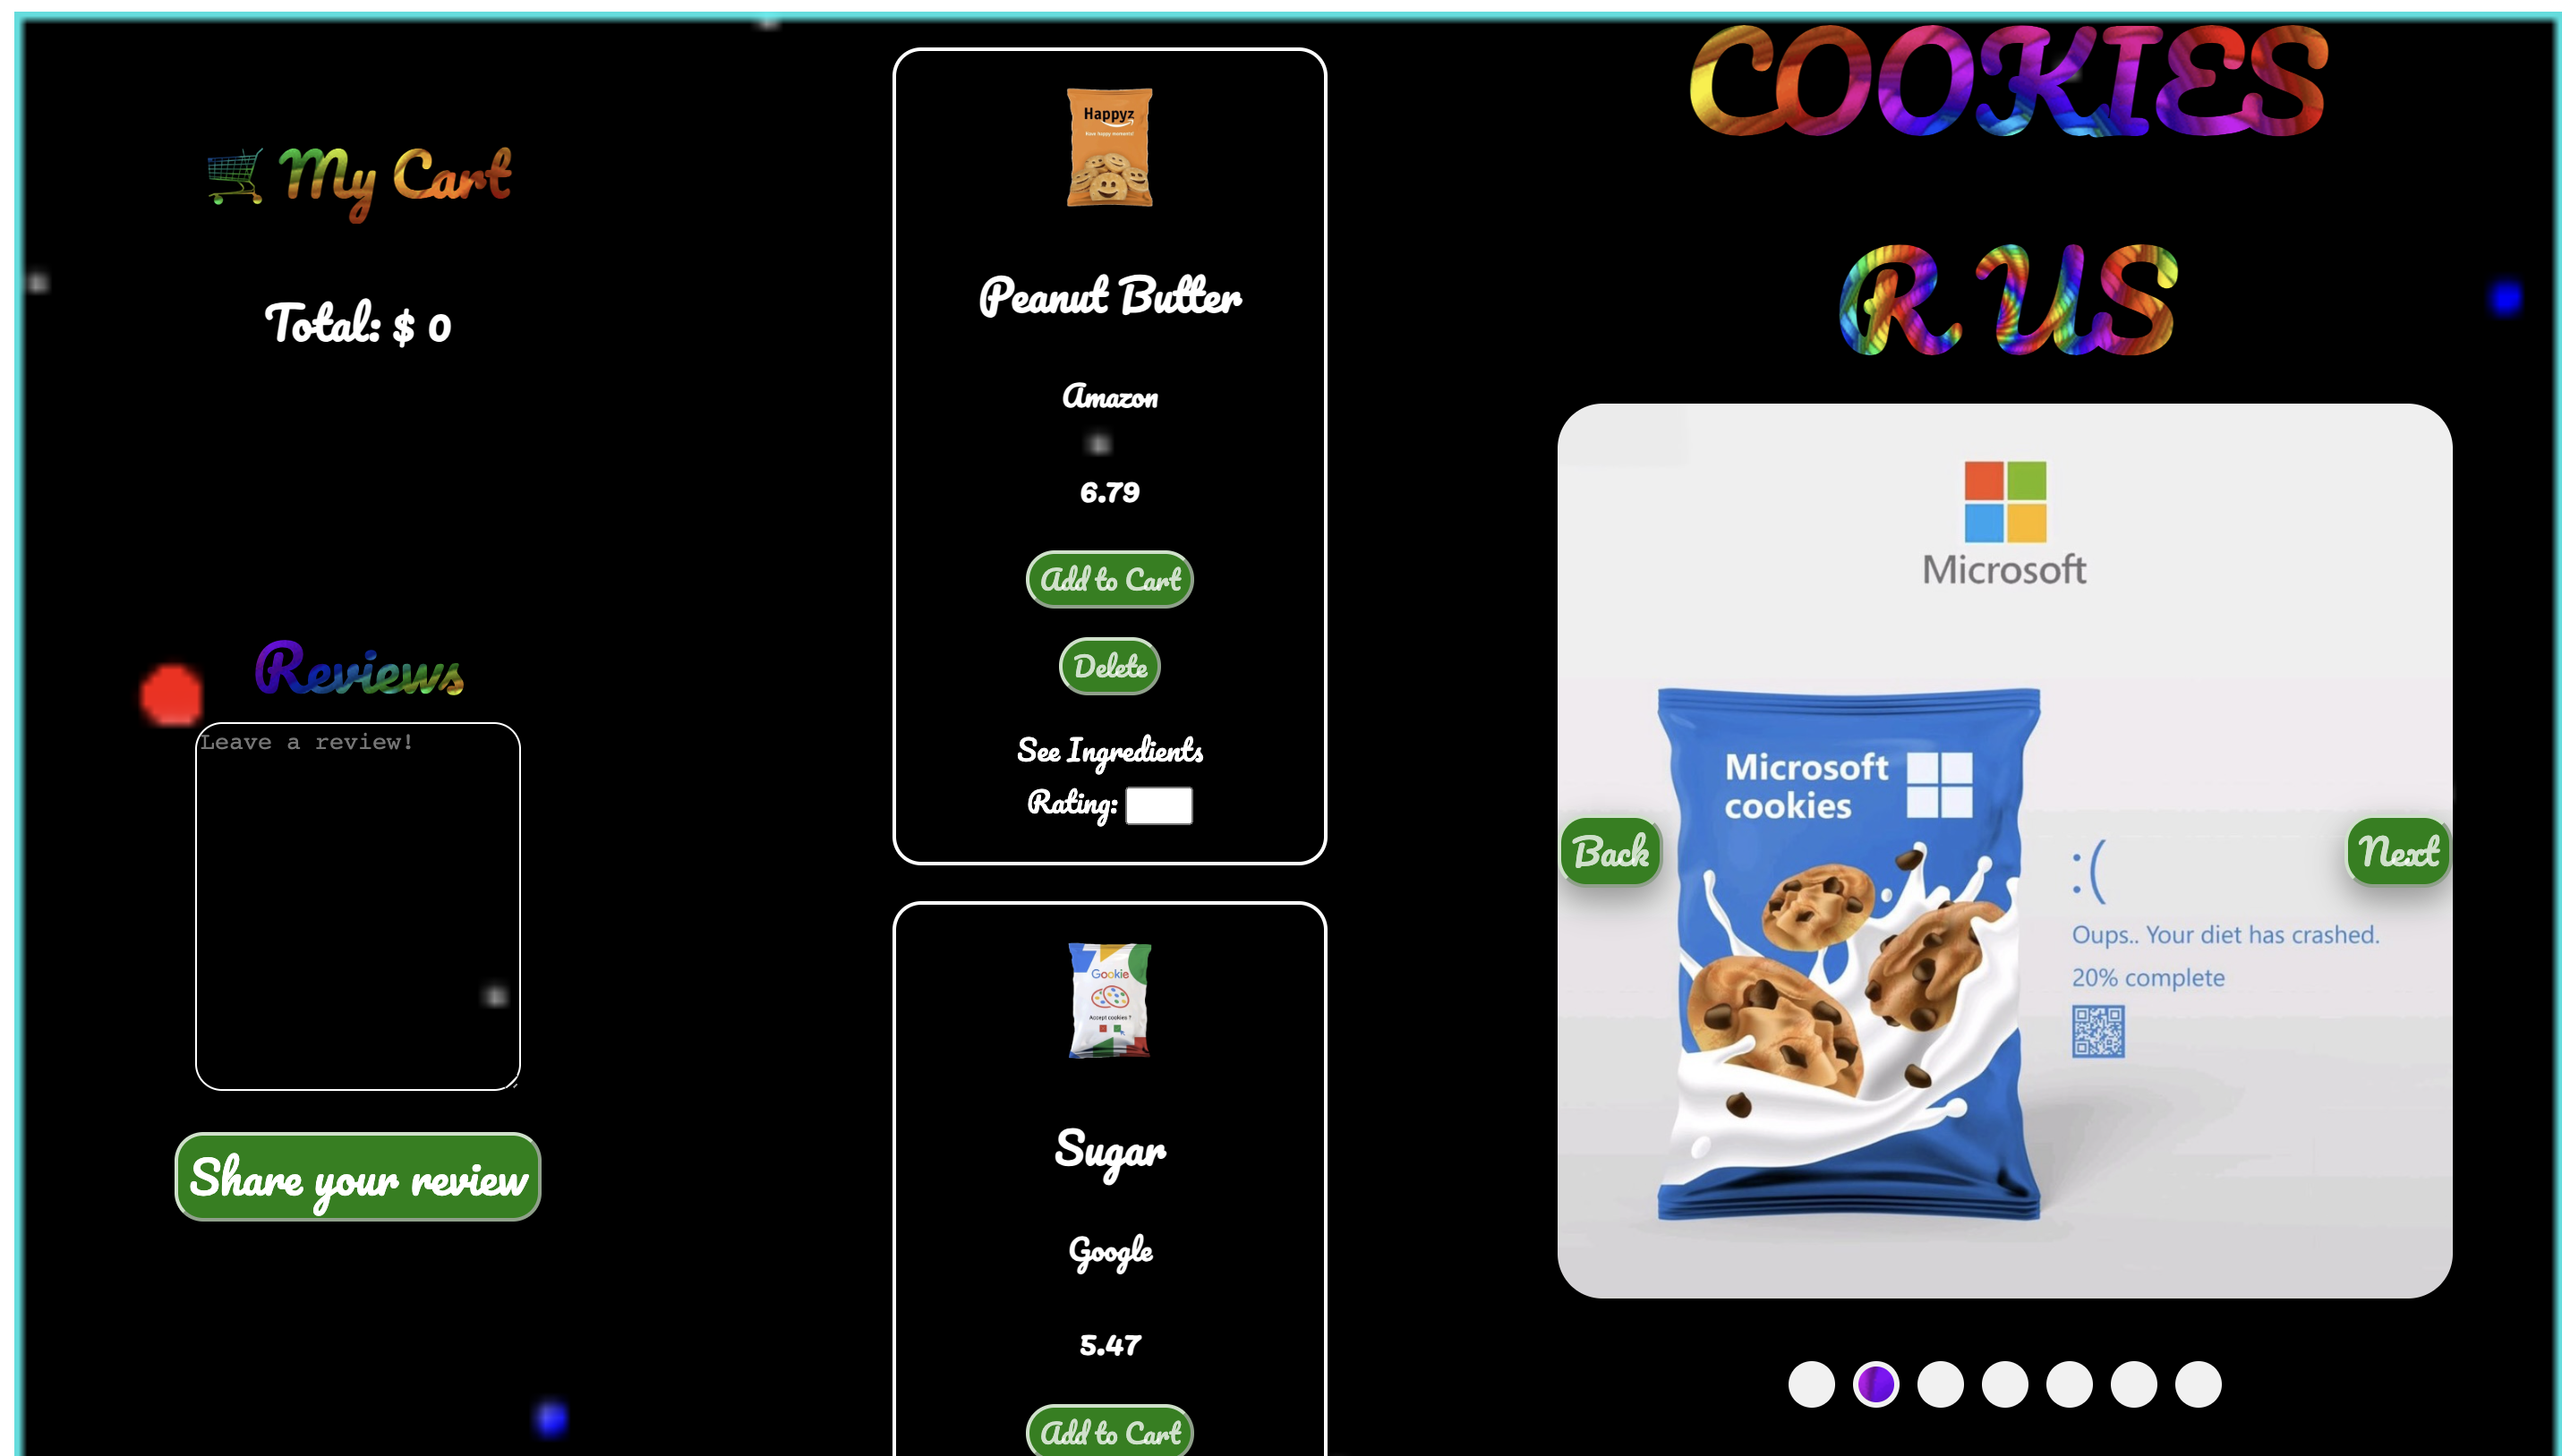 🛒 My Cart
Total: $ 0
Reviews
Leave a review!
Share your review
Happyz
Peanut Butter
Amazon
6.79
Add to Cart
Delete
See Ingredients
Rating:
Gookie
Accept cookies ?
Sugar
Google
5.47
Add to Cart
COOKIES
R US
Microsoft
Microsoft
cookies
Back
Next
:(
Oups.. Your diet has crashed.
20% complete